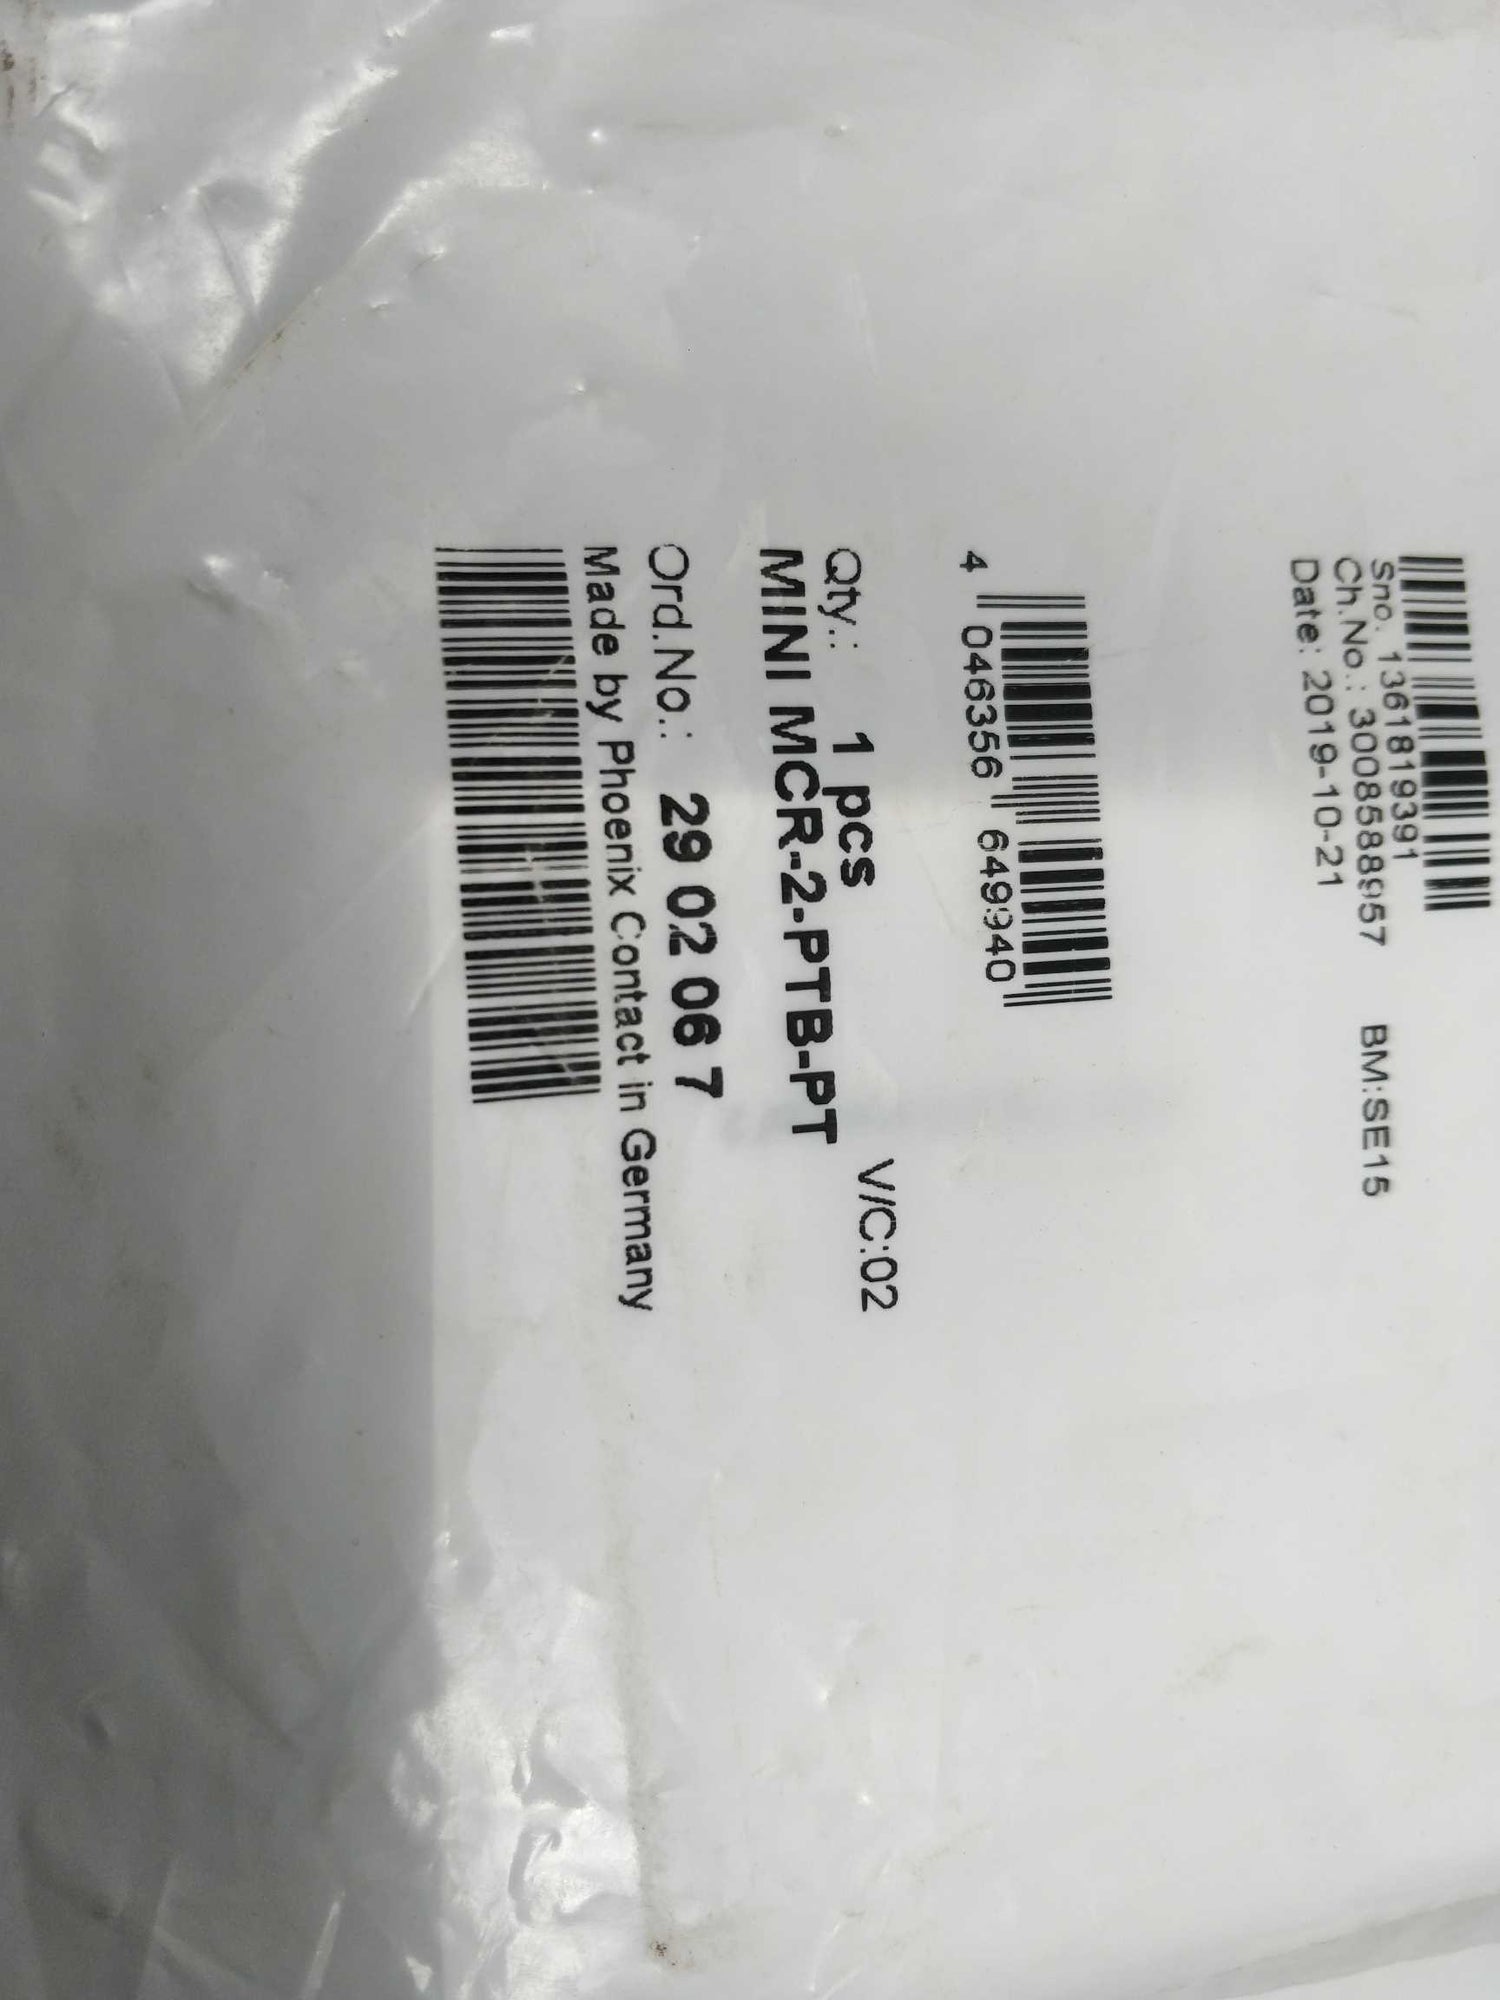 Sno. 1361819391
Ch.No.: 3008588957 BM:SE15
Date: 2019-10-21
4 046356 649940
Qty.: 1 pcs V/C:02
MINI MCR-2-PTB-PT
Ord.No.: 29 02 06 7
Made by Phoenix Contact in Germany